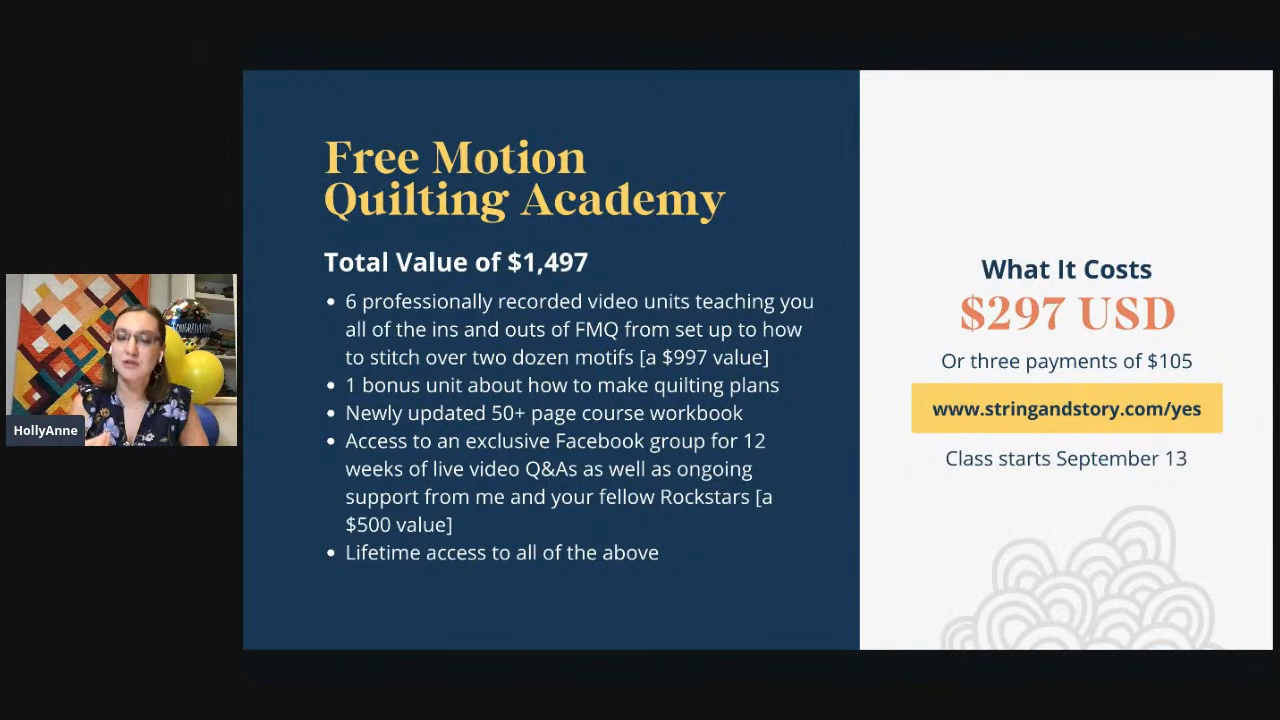 Free Motion
Quilting Academy
Total Value of $1,497
• 6 professionally recorded video units teaching you
all of the ins and outs of FMQ from set up to how
to stitch over two dozen motifs [a $997 value]
• 1 bonus unit about how to make quilting plans
• Newly updated 50+ page course workbook
• Access to an exclusive Facebook group for 12
weeks of live video Q&As as well as ongoing
support from me and your fellow Rockstars [a
$500 value]
• Lifetime access to all of the above
What It Costs
$297 USD
Or three payments of $105
www.stringandstory.com/yes
Class starts September 13
HollyAnne